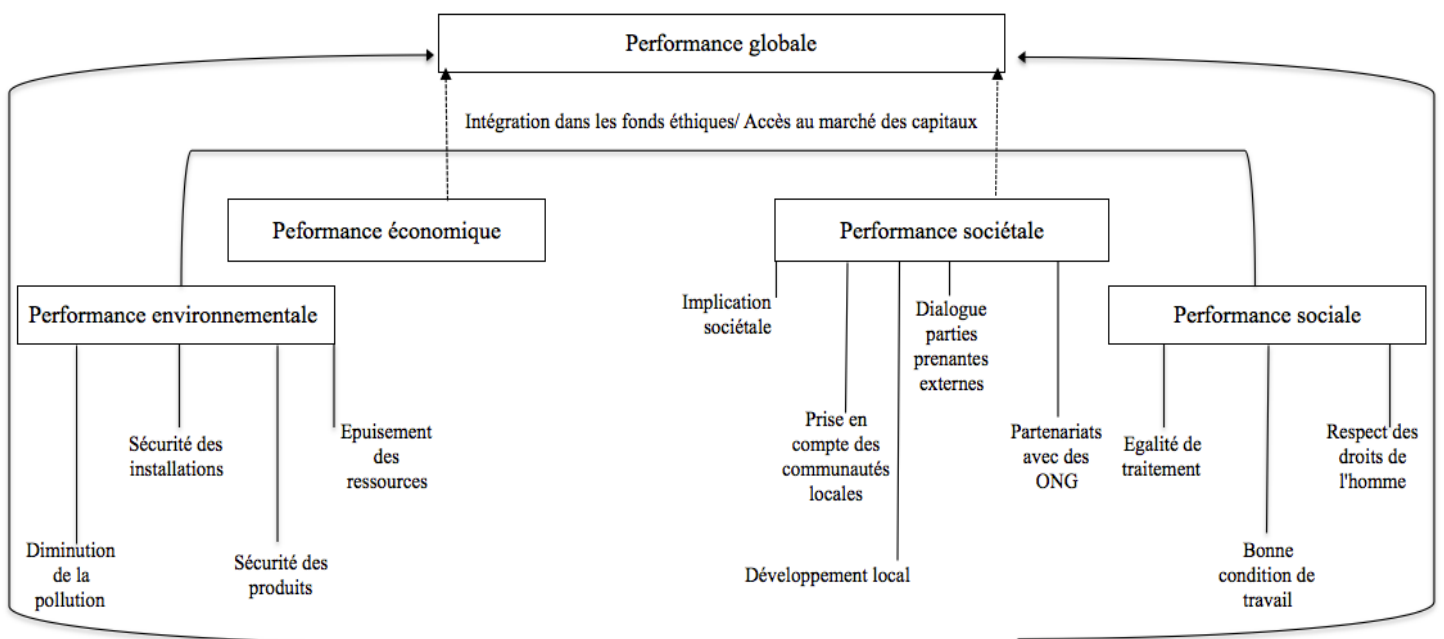 Performance globale
Intégration dans les fonds éthiques/ Accès au marché des capitaux
Peformance économique
Performance sociétale
Performance environnementale
Performance sociale
Implication
sociétale
Dialogue
parties
prenantes
externes
Prise en
compte des
communautés
locales
Développement local
Partenariats
avec des
ONG
Diminution
de la
pollution
Sécurité des
installations
Sécurité des
produits
Epuisement
des
ressources
Egalité de
traitement
Bonne
condition de
travail
Respect des
droits de
l'homme